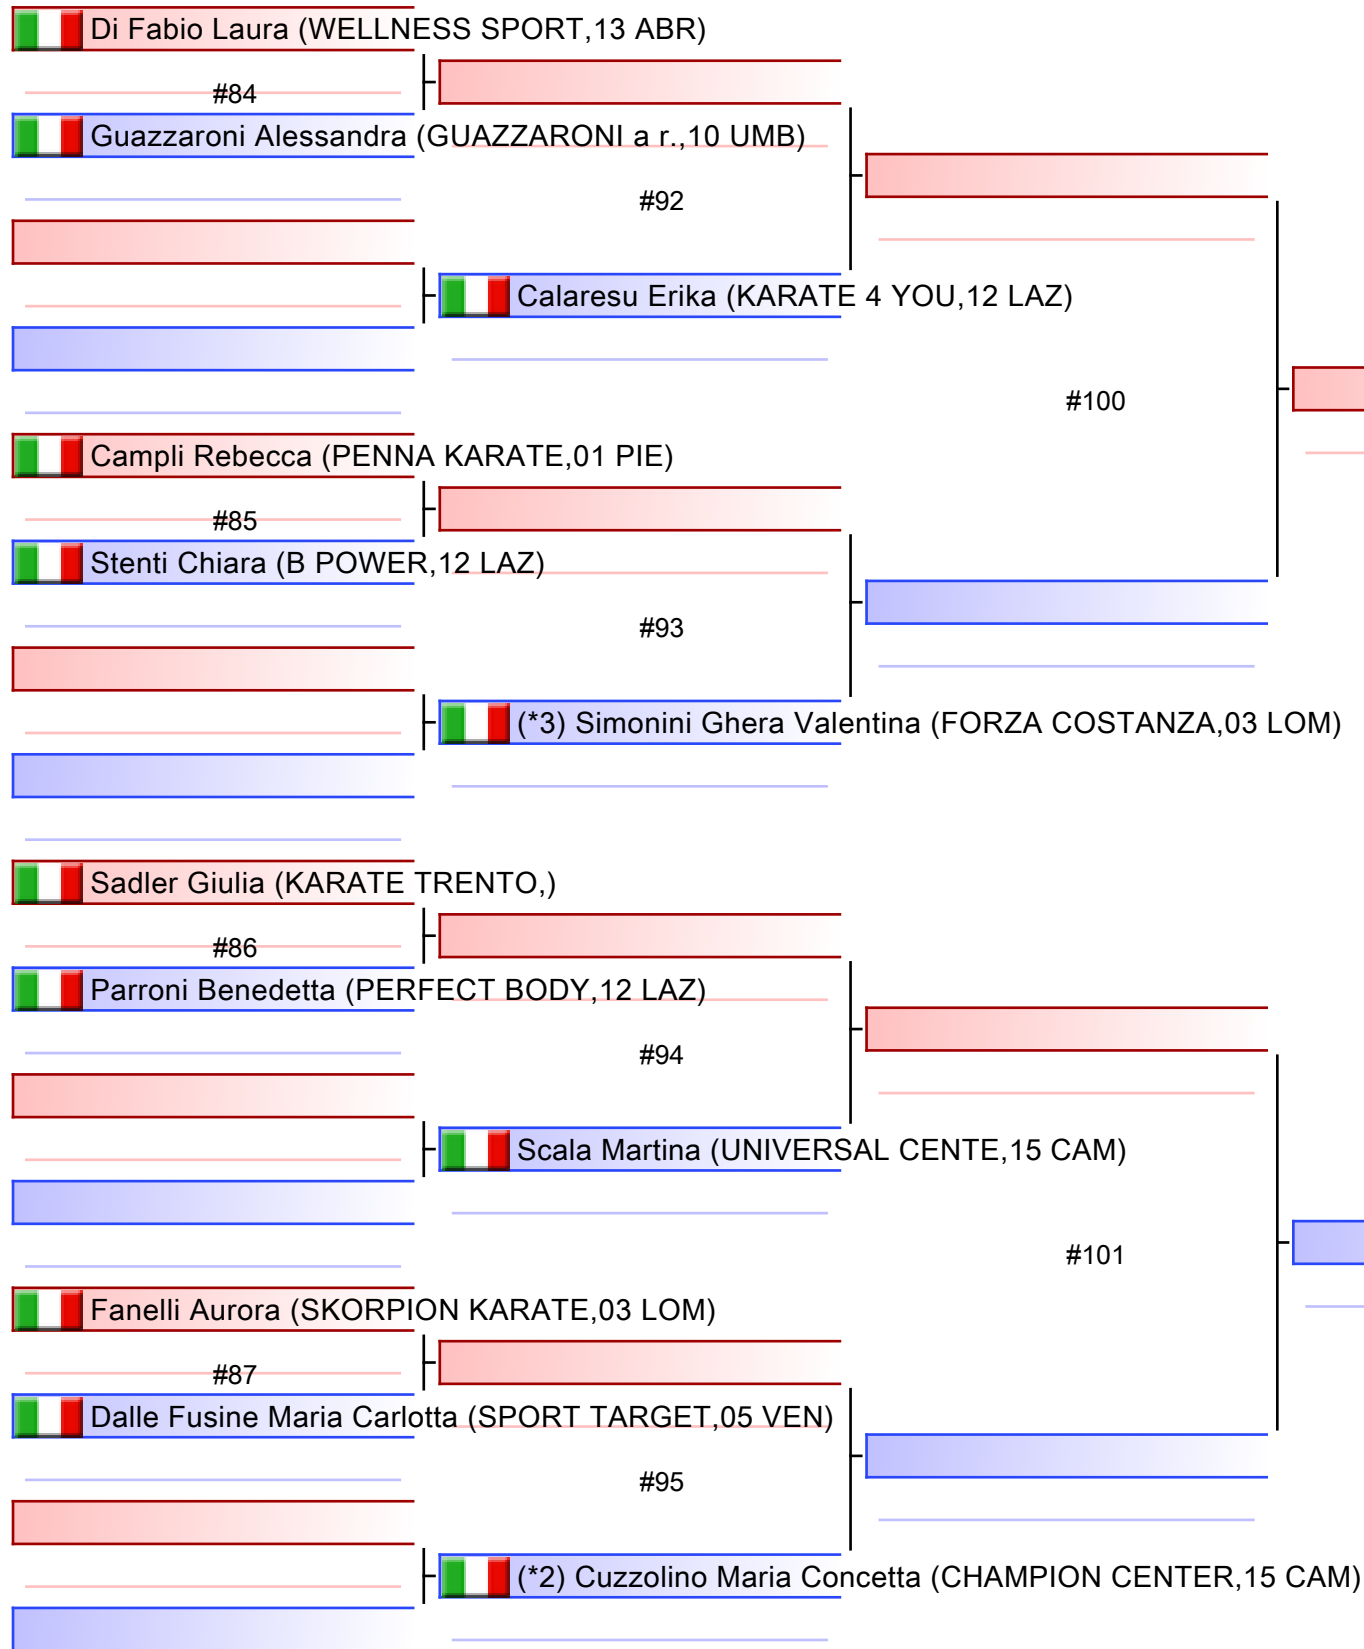 Di Fabio Laura (WELLNESS SPORT,13 ABR)
#84
Guazzaroni Alessandra (GUAZZARONI a r.,10 UMB)
#92
Calaresu Erika (KARATE 4 YOU,12 LAZ)
#100
Campli Rebecca (PENNA KARATE,01 PIE)
#85
Stenti Chiara (B POWER,12 LAZ)
#93
(*3) Simonini Ghera Valentina (FORZA COSTANZA,03 LOM)
Sadler Giulia (KARATE TRENTO,)
#86
Parroni Benedetta (PERFECT BODY,12 LAZ)
#94
Scala Martina (UNIVERSAL CENTE,15 CAM)
#101
Fanelli Aurora (SKORPION KARATE,03 LOM)
#87
Dalle Fusine Maria Carlotta (SPORT TARGET,05 VEN)
#95
(*2) Cuzzolino Maria Concetta (CHAMPION CENTER,15 CAM)